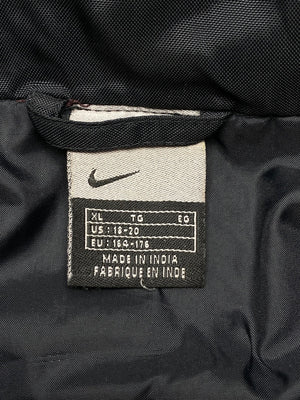 XL TG EG
US : 18-20
EU : 164-176
MADE IN INDIA
FABRIQUE EN INDE